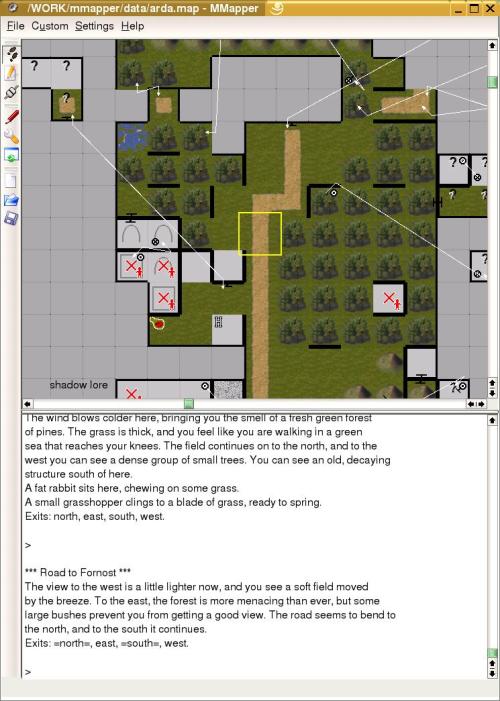 /WORK/mmapper/data/arda.map - MMapper
File Custom Settings Help
? ?
?
? ?
? ?
?
shadow lore
The wind blows colder here, bringing you the smell of a fresh green forest
of pines. The grass is thick, and you feel like you are walking in a green
sea that reaches your knees. The field continues on to the north, and to the
west you can see a dense group of small trees. You can see an old, decaying
structure south of here.
A fat rabbit sits here, chewing on some grass.
A small grasshopper clings to a blade of grass, ready to spring.
Exits: north, east, south, west.
>
*** Road to Fornost ***
The view to the west is a little lighter now, and you see a soft field moved
by the breeze. To the east, the forest is more menacing than ever, but some
large bushes prevent you from getting a good view. The road seems to bend to
the north, and to the south it continues.
Exits: =north=, east, =south=, west.
>